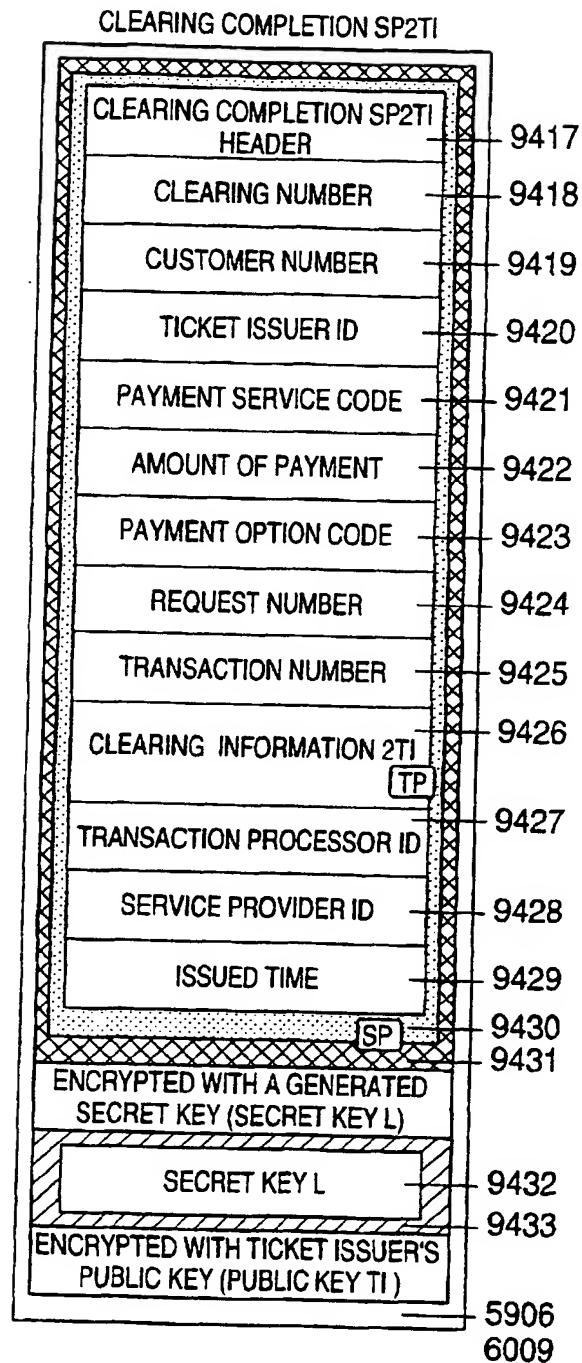 CLEARING COMPLETION SP2TI
CLEARING COMPLETION SP2TI
HEADER
9417
CLEARING NUMBER
9418
CUSTOMER NUMBER
9419
TICKET ISSUER ID
9420
PAYMENT SERVICE CODE
9421
AMOUNT OF PAYMENT
9422
PAYMENT OPTION CODE
9423
REQUEST NUMBER
9424
TRANSACTION NUMBER
9425
CLEARING INFORMATION 2TI
9426
TP
TRANSACTION PROCESSOR ID
9427
SERVICE PROVIDER ID
9428
ISSUED TIME
9429
SP
9430
9431
ENCRYPTED WITH A GENERATED
SECRET KEY (SECRET KEY L)
SECRET KEY L
9432
9433
ENCRYPTED WITH TICKET ISSUER'S
PUBLIC KEY (PUBLIC KEY TI )
5906
6009